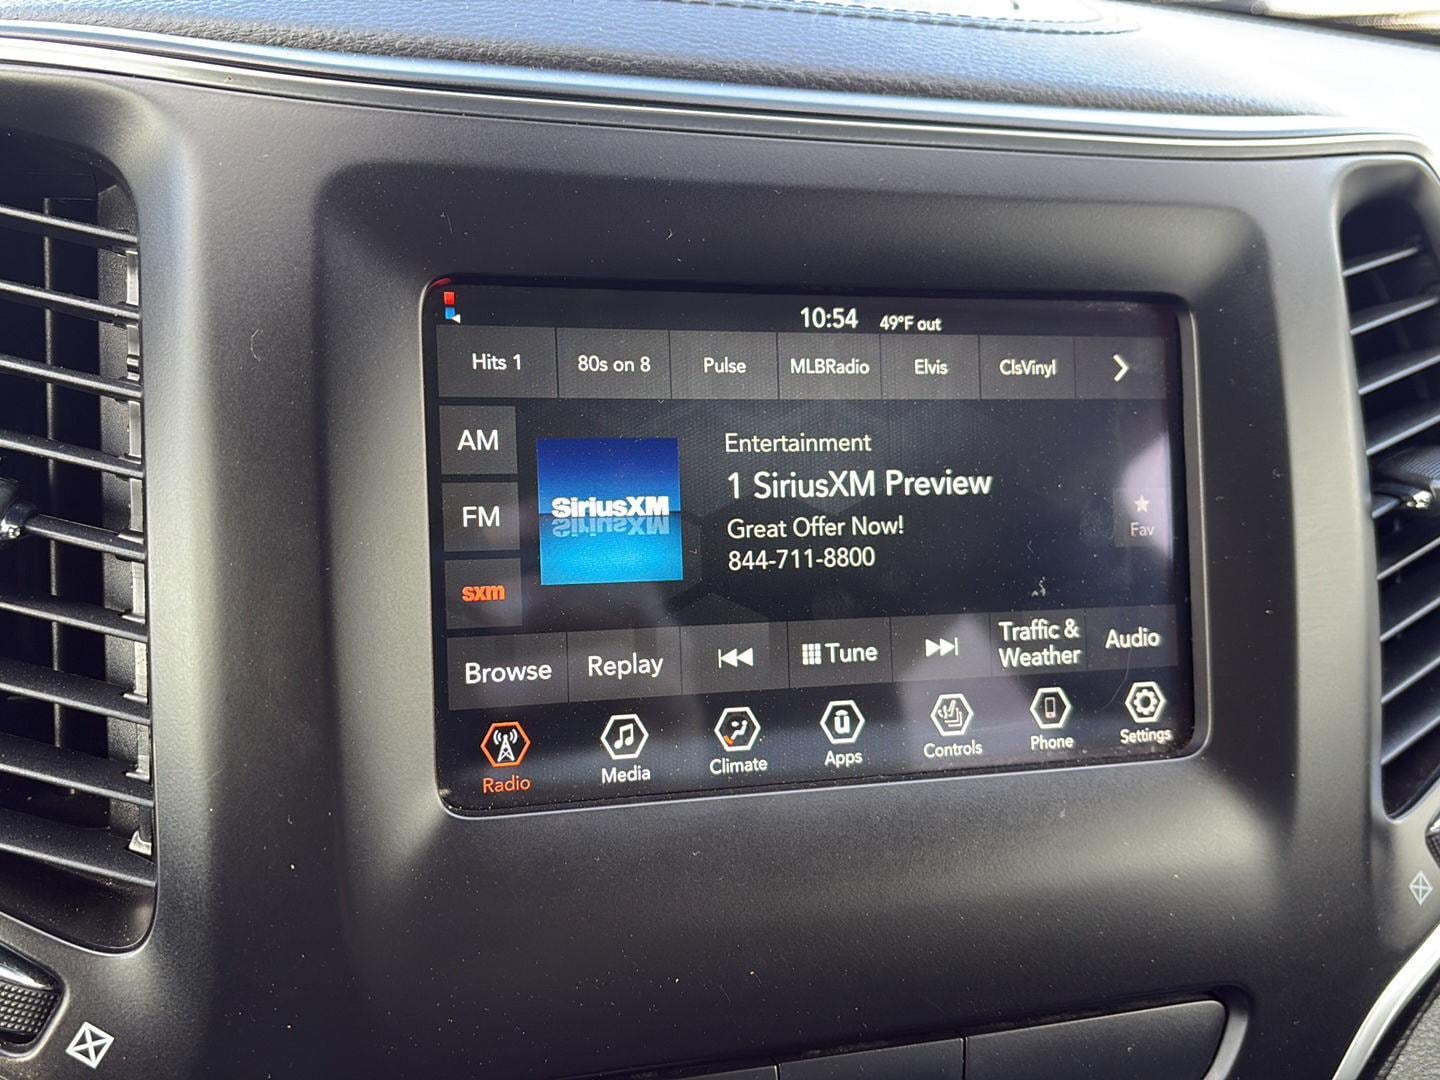 10:54 49°F out
Hits 1 80s on 8 Pulse MLBRadio Elvis ClsVinyl
AM
FM
sxm
SiriusXM
Entertainment
1 SiriusXM Preview
Great Offer Now!
844-711-8800
Fav
Browse Replay Tune Traffic & Weather Audio
Radio Media Climate Apps Controls Phone Settings